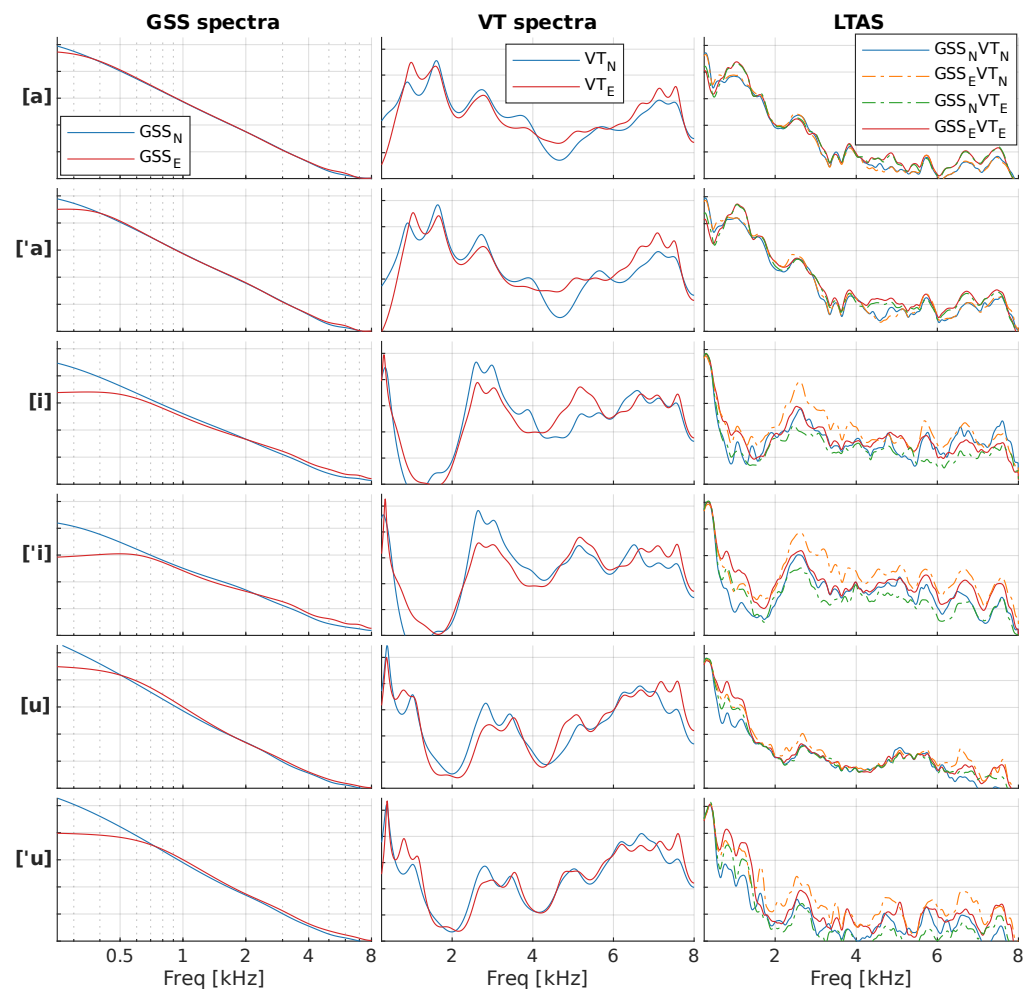 GSS spectra VT spectra LTAS
[a]
GSS_N
GSS_E
VT_N
VT_E
GSS_NVT_N
GSS_EVT_N
GSS_NVT_E
GSS_EVT_E
['a]
[i]
['i]
[u]
['u]
0.5 1 2 4 8 2 4 6 8 2 4 6 8
Freq [kHz] Freq [kHz] Freq [kHz]